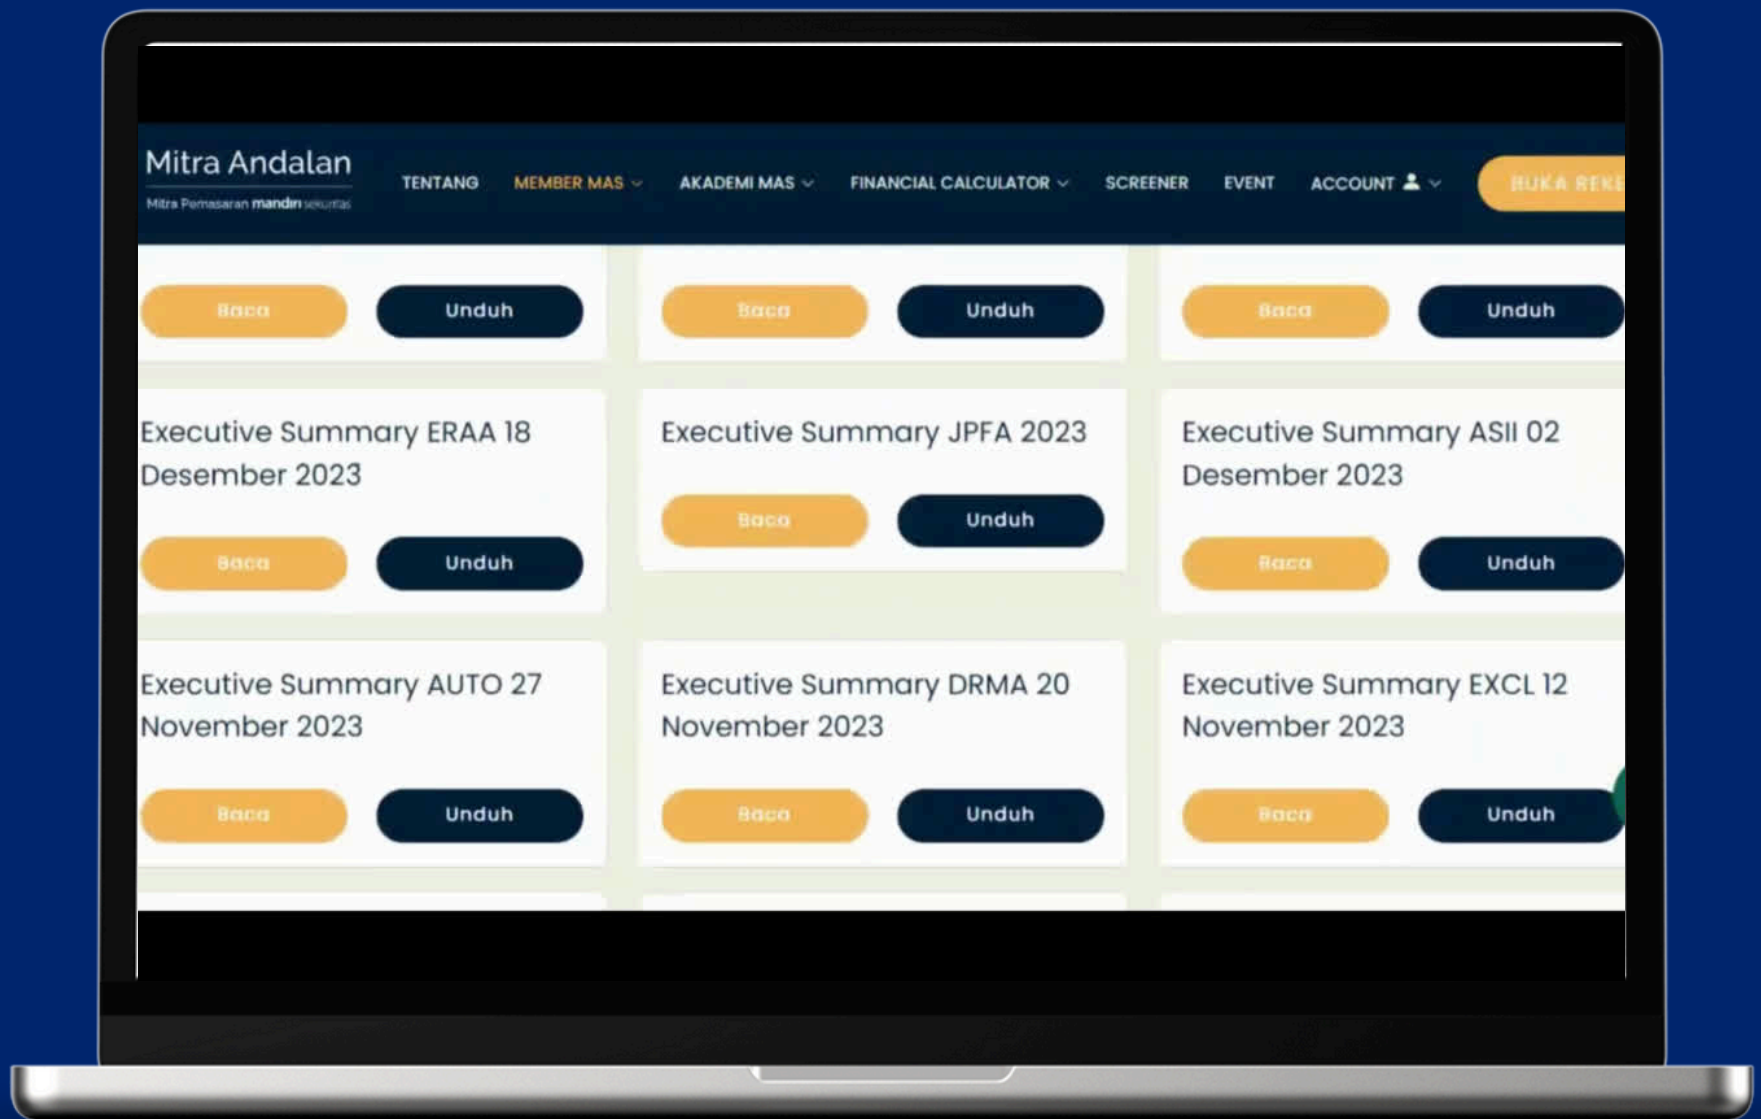 Mitra Andalan
Mitra Pemasaran mandiri sekuritas
TENTANG MEMBER MAS AKADEMI MAS FINANCIAL CALCULATOR SCREENER EVENT ACCOUNT BUKA
Baca Unduh Baca Unduh Baca Unduh
Executive Summary ERAA 18
Desember 2023
Baca Unduh
Executive Summary JPFA 2023
Baca Unduh
Executive Summary ASII 02
Desember 2023
Baca Unduh
Executive Summary AUTO 27
November 2023
Baca Unduh
Executive Summary DRMA 20
November 2023
Baca Unduh
Executive Summary EXCL 12
November 2023
Baca Unduh